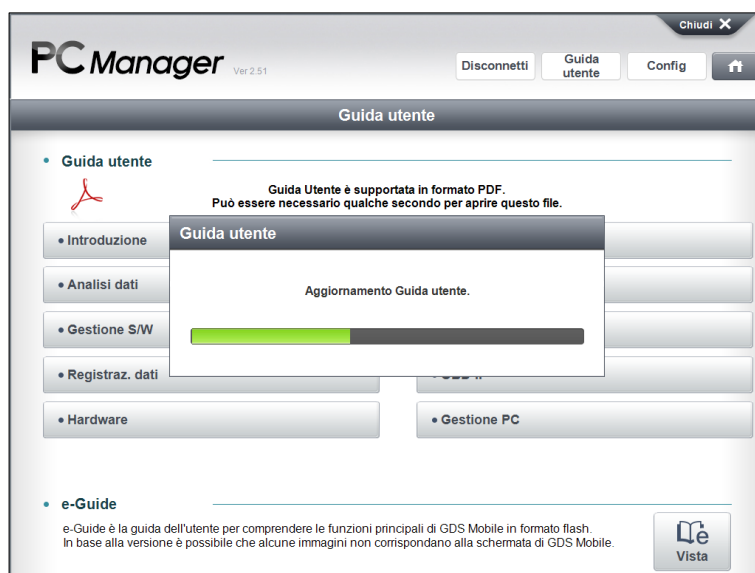 Chiudi
PC Manager Ver 2.51
Disconnetti
Guida
utente
Config
Guida utente
Guida utente
Guida Utente è supportata in formato PDF.
Può essere necessario qualche secondo per aprire questo file.
Introduzione
Guida utente
Analisi dati
Aggiornamento Guida utente.
Gestione S/W
Registraz. dati
Hardware
Gestione PC
e-Guide
e-Guide è la guida dell'utente per comprendere le funzioni principali di GDS Mobile in formato flash.
In base alla versione è possibile che alcune immagini non corrispondano alla schermata di GDS Mobile.
Vista